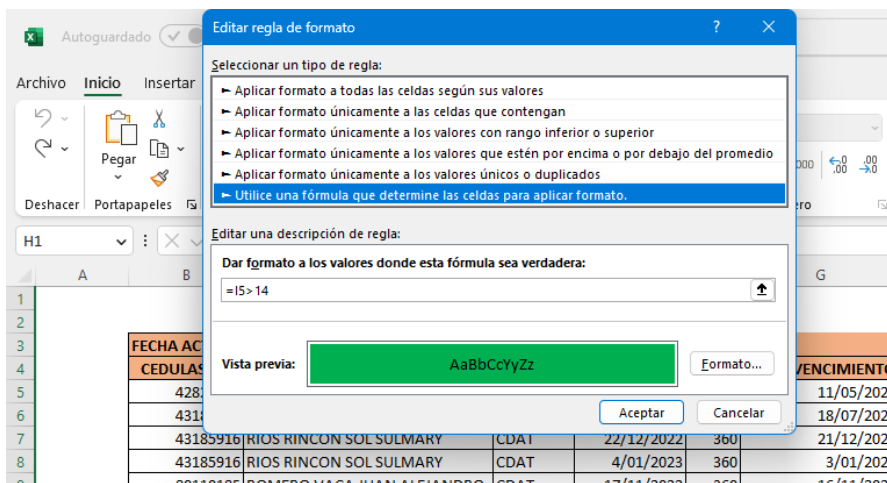 Autoguardado
Editar regla de formato
?
Seleccionar un tipo de regla:
► Aplicar formato a todas las celdas según sus valores
► Aplicar formato únicamente a las celdas que contengan
► Aplicar formato únicamente a los valores con rango inferior o superior
► Aplicar formato únicamente a los valores que estén por encima o por debajo del promedio
► Aplicar formato únicamente a los valores únicos o duplicados
► Utilice una fórmula que determine las celdas para aplicar formato.
Editar una descripción de regla:
Dar formato a los valores donde esta fórmula sea verdadera:
=I5>14
Vista previa:
AaBbCcYyZz
Formato...
Aceptar
Cancelar
Archivo Inicio Insertar
Pegar
Deshacer Portapapeles
H1
A B G
1
2
3 FECHA AC
4 CEDULAS VENCIMIENTO
5 428 11/05/202
6 431 18/07/202
7 43185916 RIOS RINCON SOL SULMARY CDAT 22/12/2022 360 21/12/202
8 43185916 RIOS RINCON SOL SULMARY CDAT 4/01/2023 360 3/01/202